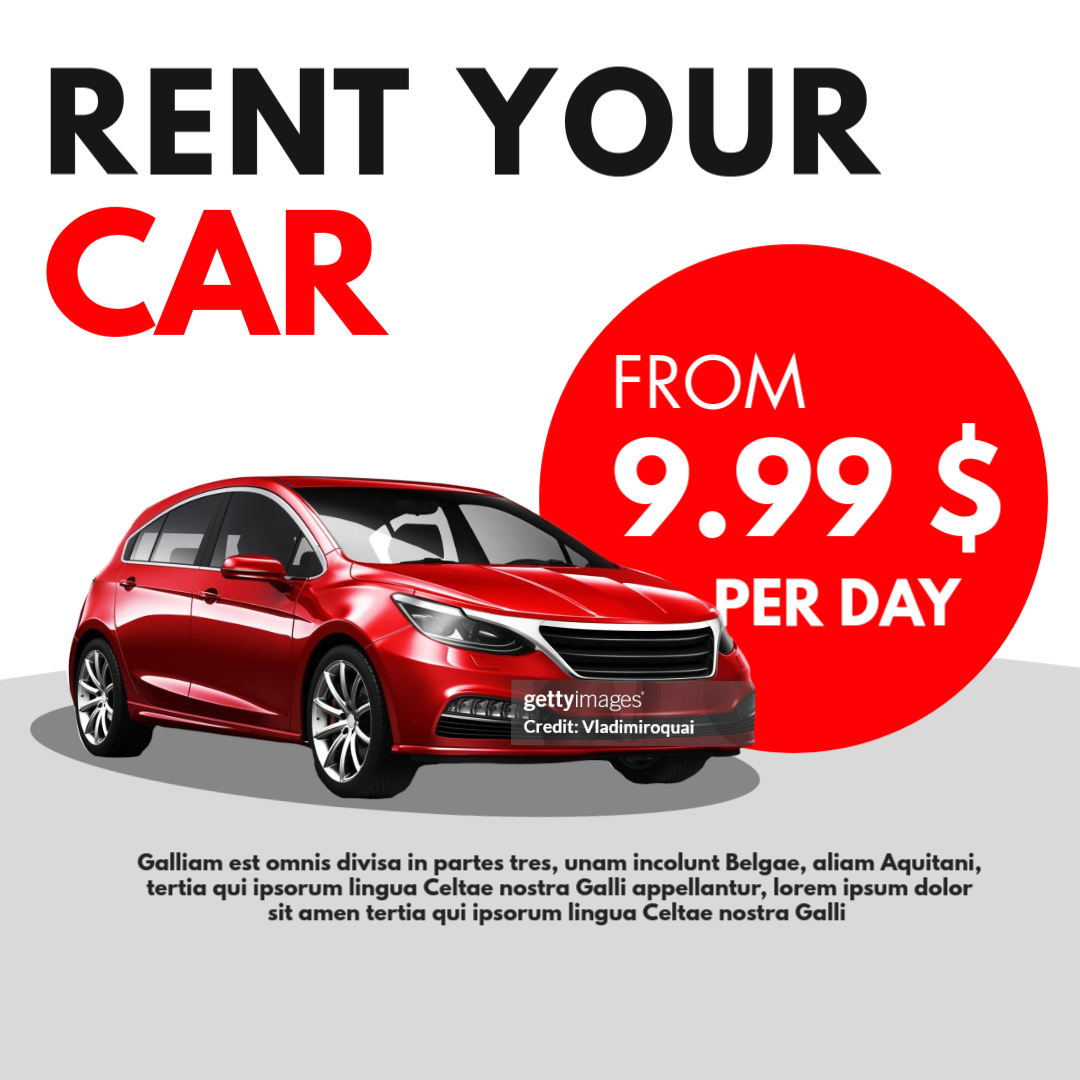 RENT YOUR
CAR
FROM
9.99 $
PER DAY
gettyimages®
Credit: Vladimiroquai
Galliam est omnis divisa in partes tres, unam incolunt Belgae, aliam Aquitani,
tertia qui ipsorum lingua Celtae nostra Galli appellantur, lorem ipsum dolor
sit amen tertia qui ipsorum lingua Celtae nostra Galli